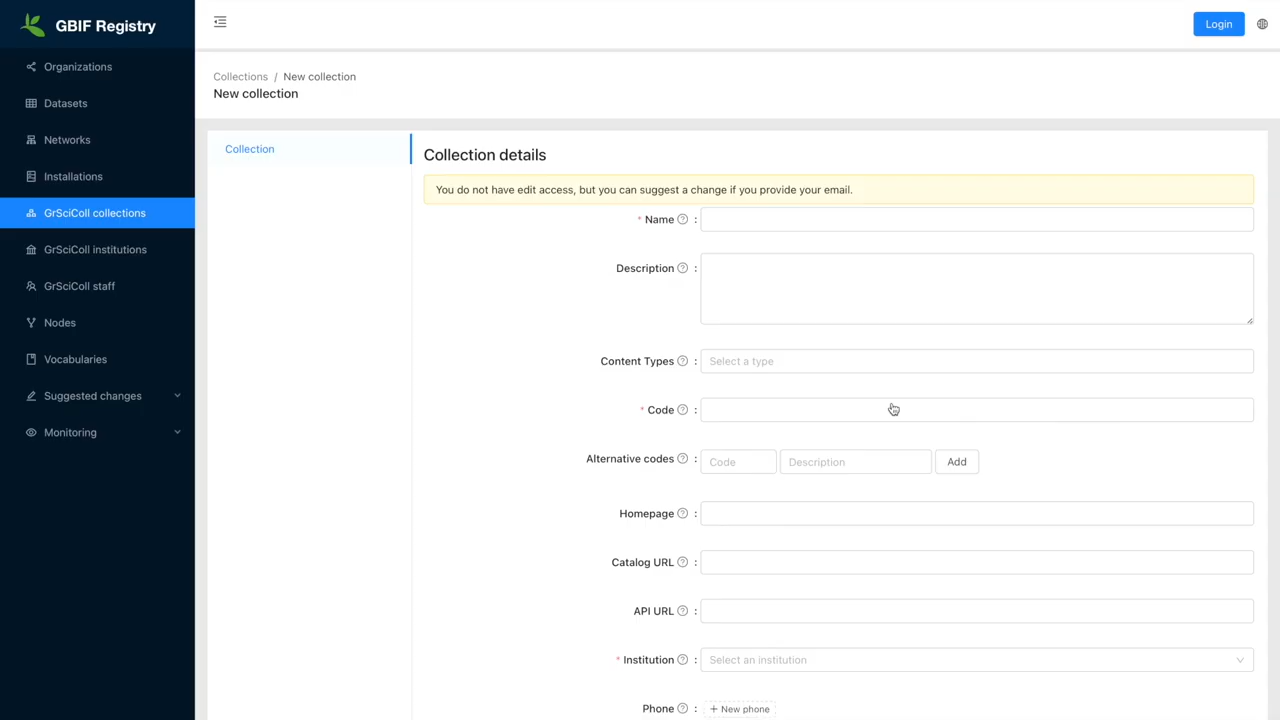 GBIF Registry
Login
Organizations
Datasets
Networks
Installations
GrSciColl collections
GrSciColl institutions
GrSciColl staff
Nodes
Vocabularies
Suggested changes
Monitoring
Collections / New collection
New collection
Collection
Collection details
You do not have edit access, but you can suggest a change if you provide your email.
* Name :
Description :
Content Types : Select a type
* Code :
Alternative codes : Code Description Add
Homepage :
Catalog URL :
API URL :
* Institution : Select an institution
Phone : + New phone